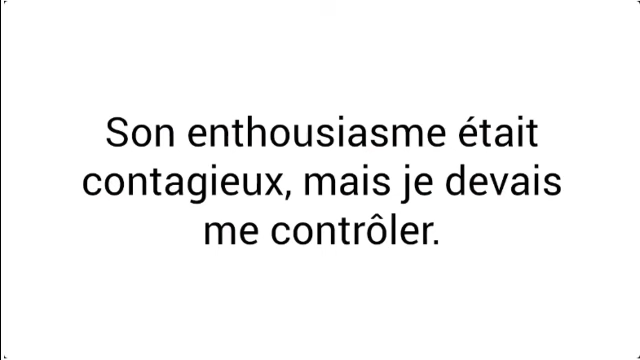 Son enthousiasme était
contagieux, mais je devais
me contrôler.